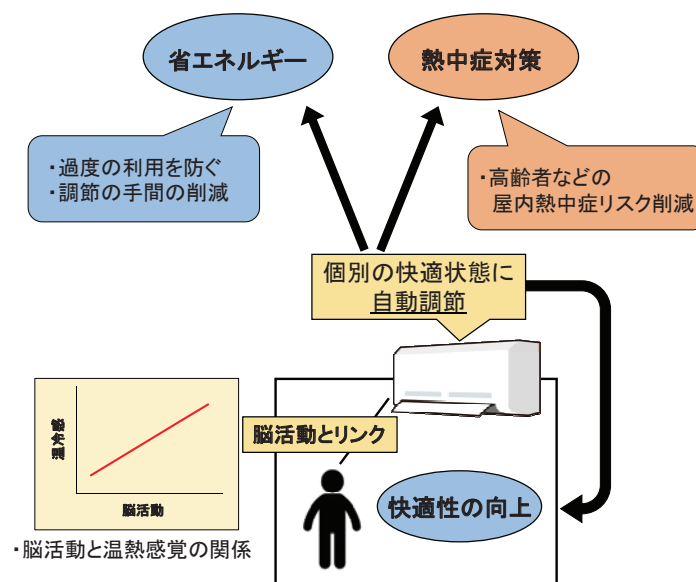 省エネルギー
熱中症対策
・過度の利用を防ぐ
・調節の手間の削減
・高齢者などの
屋内熱中症リスク削減
個別の快適状態に
自動調節
脳活動とリンク
温冷感
脳活動
快適性の向上
・脳活動と温熱感覚の関係